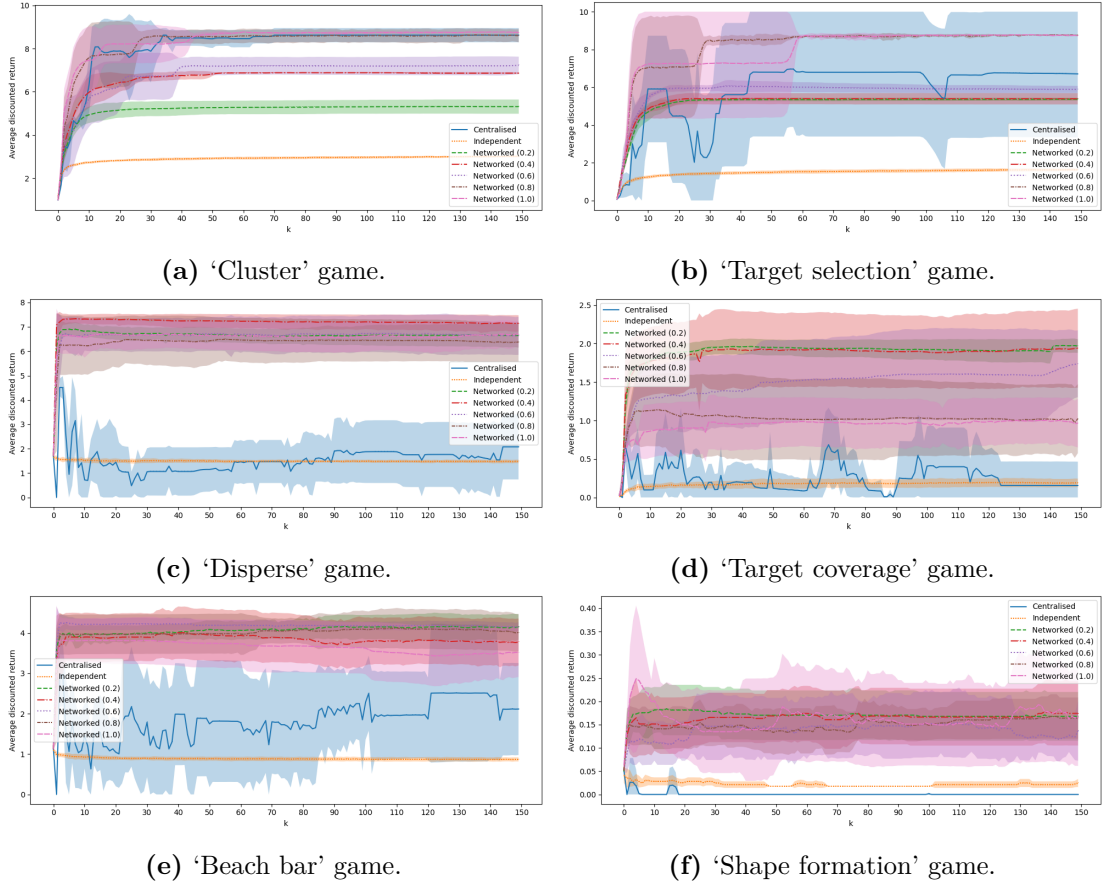 10
8
6
4
2
Average discounted return
Centralised
Independent
Networked (0.2)
Networked (0.4)
Networked (0.6)
Networked (0.8)
Networked (1.0)
0 10 20 30 40 50 60 70 80 90 100 110 120 130 140 150
k
(a) ‘Cluster’ game.
10
8
6
4
2
0
Average discounted return
Centralised
Independent
Networked (0.2)
Networked (0.4)
Networked (0.6)
Networked (0.8)
Networked (1.0)
0 10 20 30 40 50 60 70 80 90 100 110 120 130 140 150
k
(b) ‘Target selection’ game.
8
7
6
5
4
3
2
1
0
Average discounted return
Centralised
Independent
Networked (0.2)
Networked (0.4)
Networked (0.6)
Networked (0.8)
Networked (1.0)
0 10 20 30 40 50 60 70 80 90 100 110 120 130 140 150
k
(c) ‘Disperse’ game.
2.5
2.0
1.5
1.0
0.5
0.0
Average discounted return
Centralised
Independent
Networked (0.2)
Networked (0.4)
Networked (0.6)
Networked (0.8)
Networked (1.0)
0 10 20 30 40 50 60 70 80 90 100 110 120 130 140 150
k
(d) ‘Target coverage’ game.
4
3
2
1
0
Average discounted return
Centralised
Independent
Networked (0.2)
Networked (0.4)
Networked (0.6)
Networked (0.8)
Networked (1.0)
0 10 20 30 40 50 60 70 80 90 100 110 120 130 140 150
k
(e) ‘Beach bar’ game.
0.40
0.35
0.30
0.25
0.20
0.15
0.10
0.05
0.00
Average discounted return
Centralised
Independent
Networked (0.2)
Networked (0.4)
Networked (0.6)
Networked (0.8)
Networked (1.0)
0 10 20 30 40 50 60 70 80 90 100 110 120 130 140 150
k
(f) ‘Shape formation’ game.